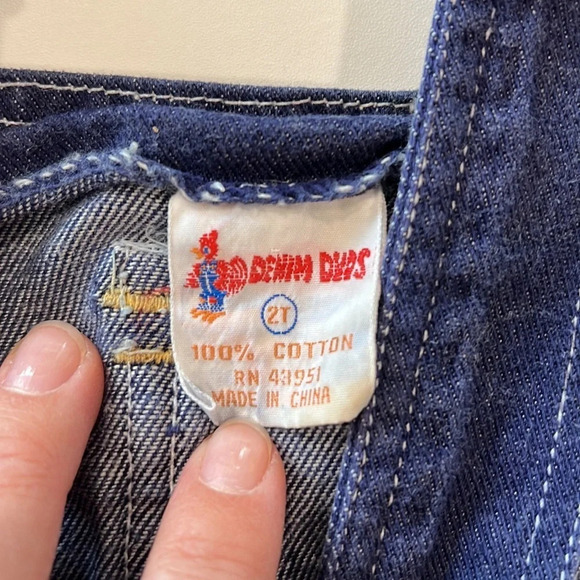 DENIM DUDS
2T
100% COTTON
RN 43951
MADE IN CHINA